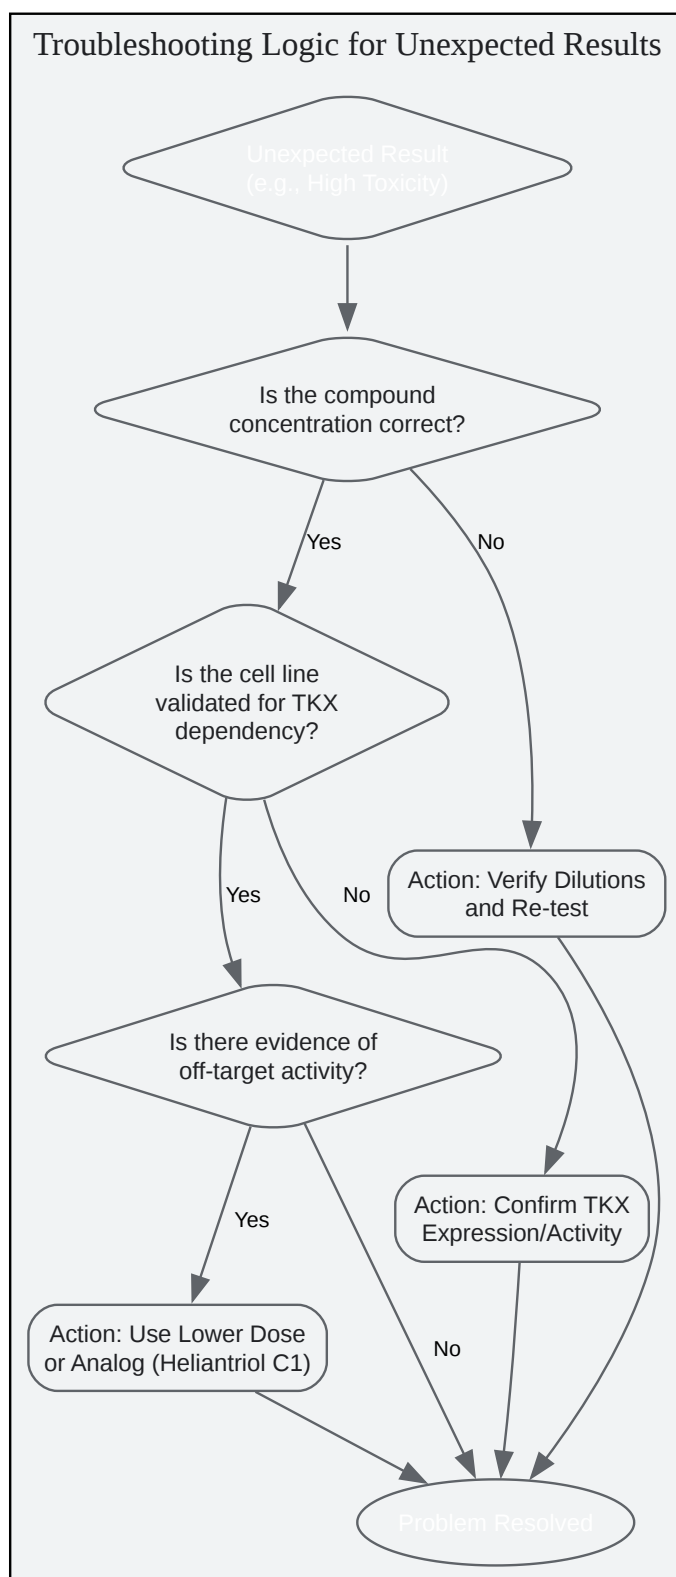 Troubleshooting Logic for Unexpected Results
Unexpected Result
(e.g., High Toxicity)
Is the compound
concentration correct?
Yes
No
Is the cell line
validated for TKX
dependency?
Yes
No
Action: Verify Dilutions
and Re-test
Is there evidence of
off-target activity?
Yes
Action: Confirm TKX
Expression/Activity
Action: Use Lower Dose
or Analog (Heliantriol C1)
No
Problem Resolved